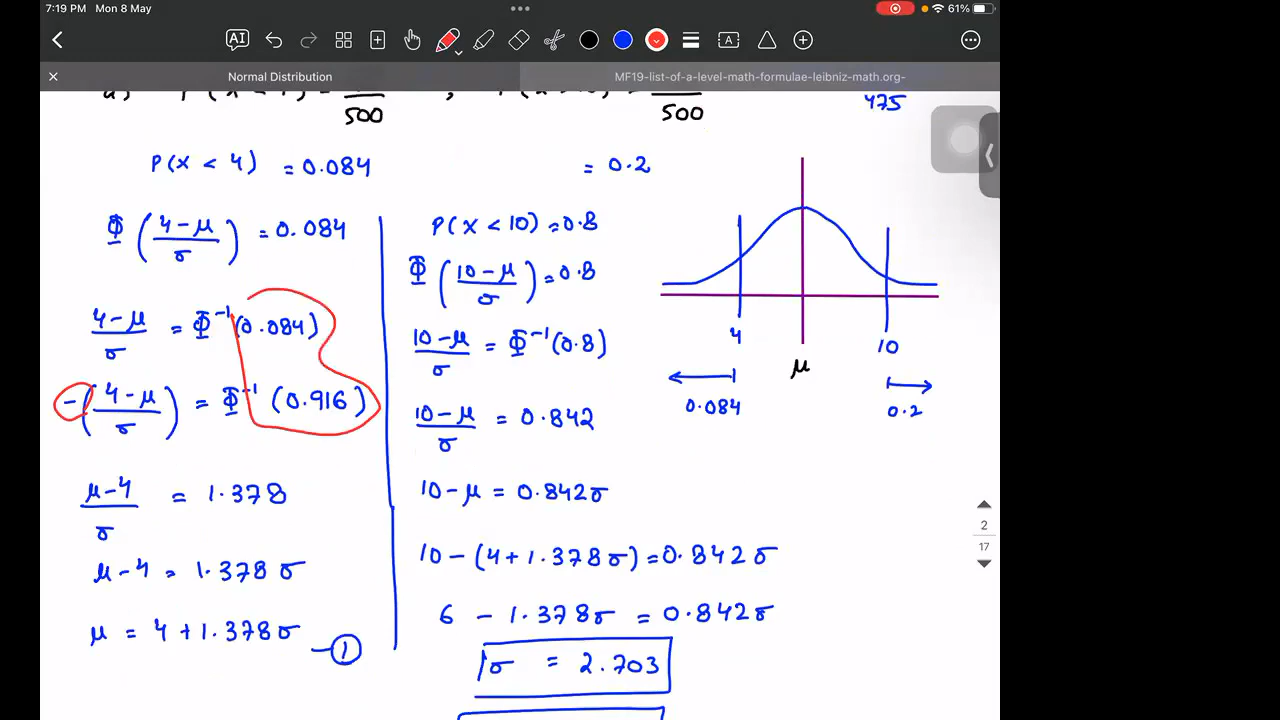 7:19 PM Mon 8 May
61%
AI
A
Normal Distribution
MF19-list-of-a-level-math-formulae-leibniz-math.org-
500
500
475
P(X < 4) = 0.084
= 0.2
Φ(4-μ/σ) = 0.084
4-μ/σ = Φ⁻¹(0.084)
-(4-μ/σ) = Φ⁻¹(0.916)
μ-4/σ = 1.378
μ-4 = 1.378σ
μ = 4 + 1.378σ —①
P(X < 10) = 0.8
Φ(10-μ/σ) = 0.8
10-μ/σ = Φ⁻¹(0.8)
10-μ/σ = 0.842
10-μ = 0.842σ
10-(4+1.378σ) = 0.842σ
6 - 1.378σ = 0.842σ
σ = 2.703
4
μ
10
0.084
0.2
2
17